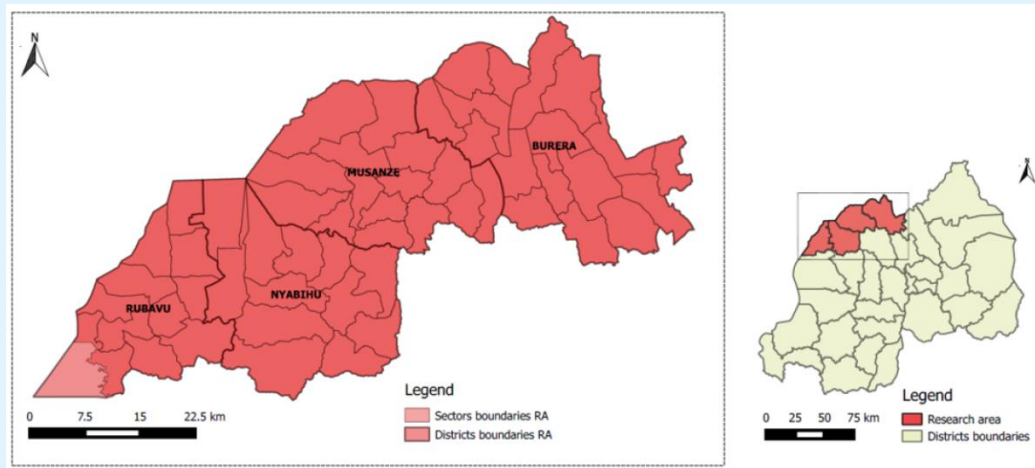 N
BURERA
MUSANZE
NYABIHU
RUBAVU
Legend
0 7.5 15 22.5 km
Sectors boundaries RA
Districts boundaries RA
N
Legend
0 25 50 75 km
Research area
Districts boundaries